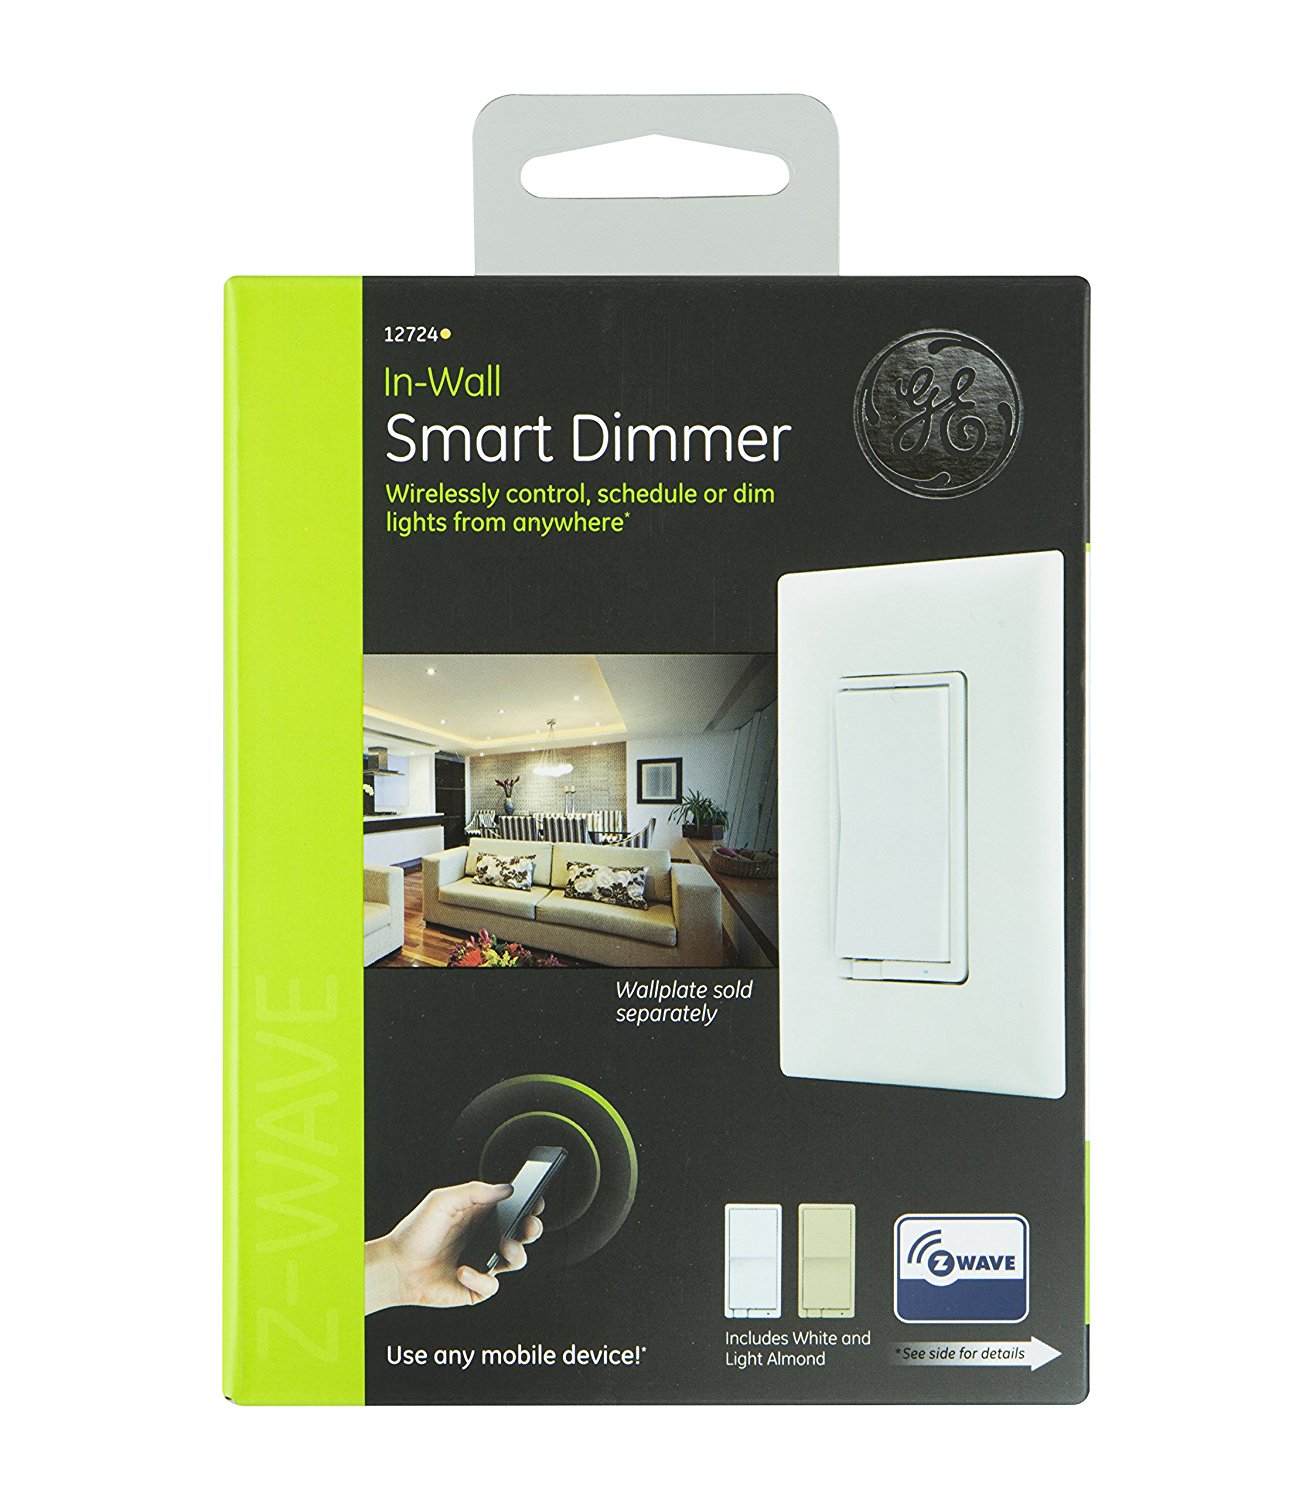 12724
In-Wall
Smart Dimmer
Wirelessly control, schedule or dim
lights from anywhere*
GE
Wallplate sold
separately
Z-WAVE
Use any mobile device!*
Includes White and
Light Almond
Z WAVE
*See side for details